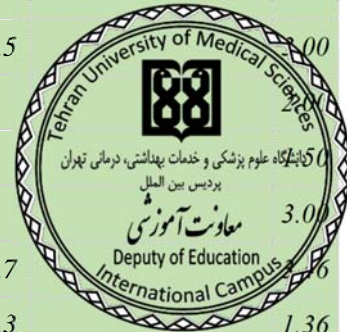 Tehran University of Medical Sciences
دانشگاه علوم پزشکی و خدمات بهداشتی، درمانی تهران
پردیس بین الملل
معاونت آموزشی
Deputy of Education
International Campus
.5
.00
.50
3.00
.7
.3
1.36